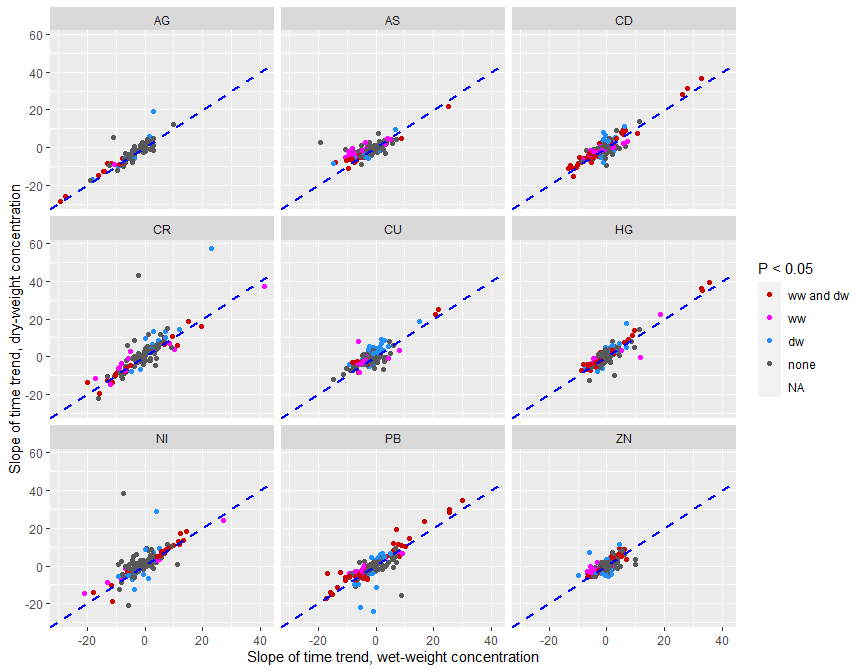 AG AS CD
60
40
20
0
-20
CR CU HG
60
40
20
0
-20
NI PB ZN
60
40
20
0
-20
-20 0 20 40 -20 0 20 40 -20 0 20 40
Slope of time trend, wet-weight concentration
Slope of time trend, dry-weight concentration
P < 0.05
ww and dw
ww
dw
none
NA